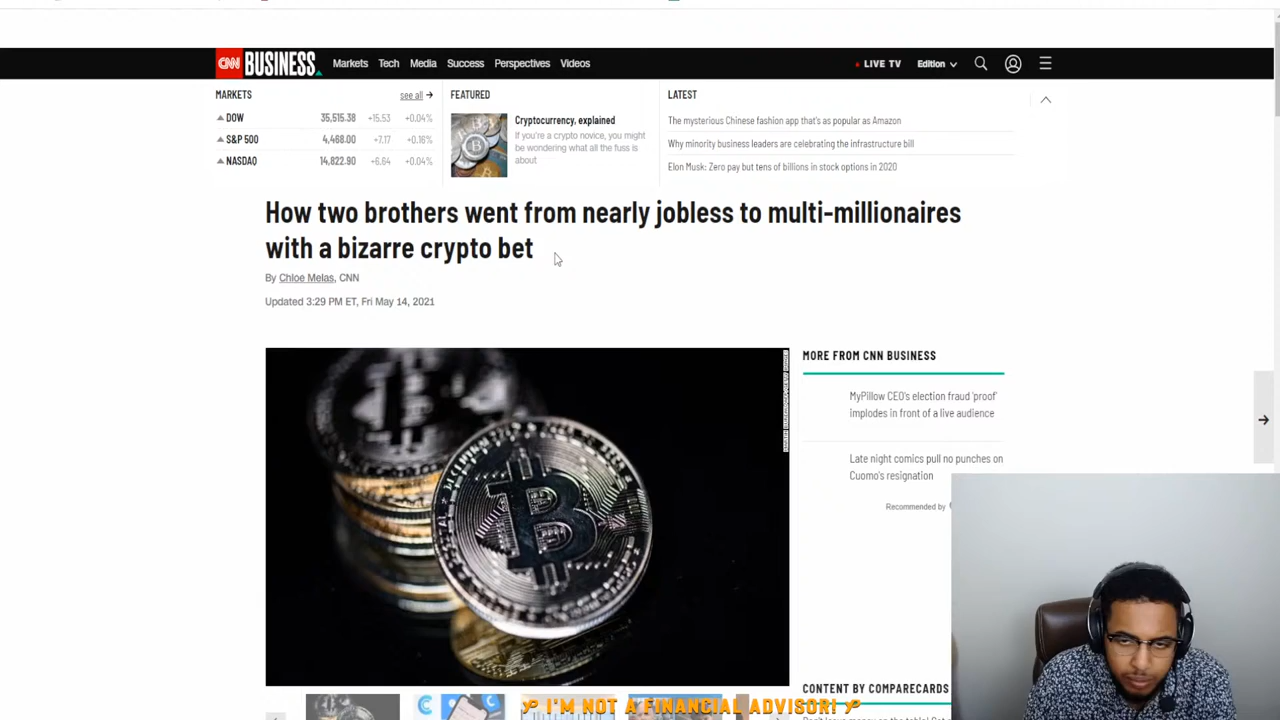 CNN BUSINESS Markets Tech Media Success Perspectives Videos LIVE TV Edition
MARKETS see all
DOW 35,515.38 +15.53 +0.04%
S&P 500 4,468.00 +7.17 +0.16%
NASDAQ 14,822.90 +6.64 +0.04%
FEATURED
Cryptocurrency, explained
If you're a crypto novice, you might
be wondering what all the fuss is
about
LATEST
The mysterious Chinese fashion app that's as popular as Amazon
Why minority business leaders are celebrating the infrastructure bill
Elon Musk: Zero pay but tens of billions in stock options in 2020
How two brothers went from nearly jobless to multi-millionaires
with a bizarre crypto bet
By Chloe Melas, CNN
Updated 3:29 PM ET, Fri May 14, 2021
MORE FROM CNN BUSINESS
MyPillow CEO's election fraud 'proof'
implodes in front of a live audience
Late night comics pull no punches on
Cuomo's resignation
Recommended by
CONTENT BY COMPARECARDS
I'M NOT A FINANCIAL ADVISOR!